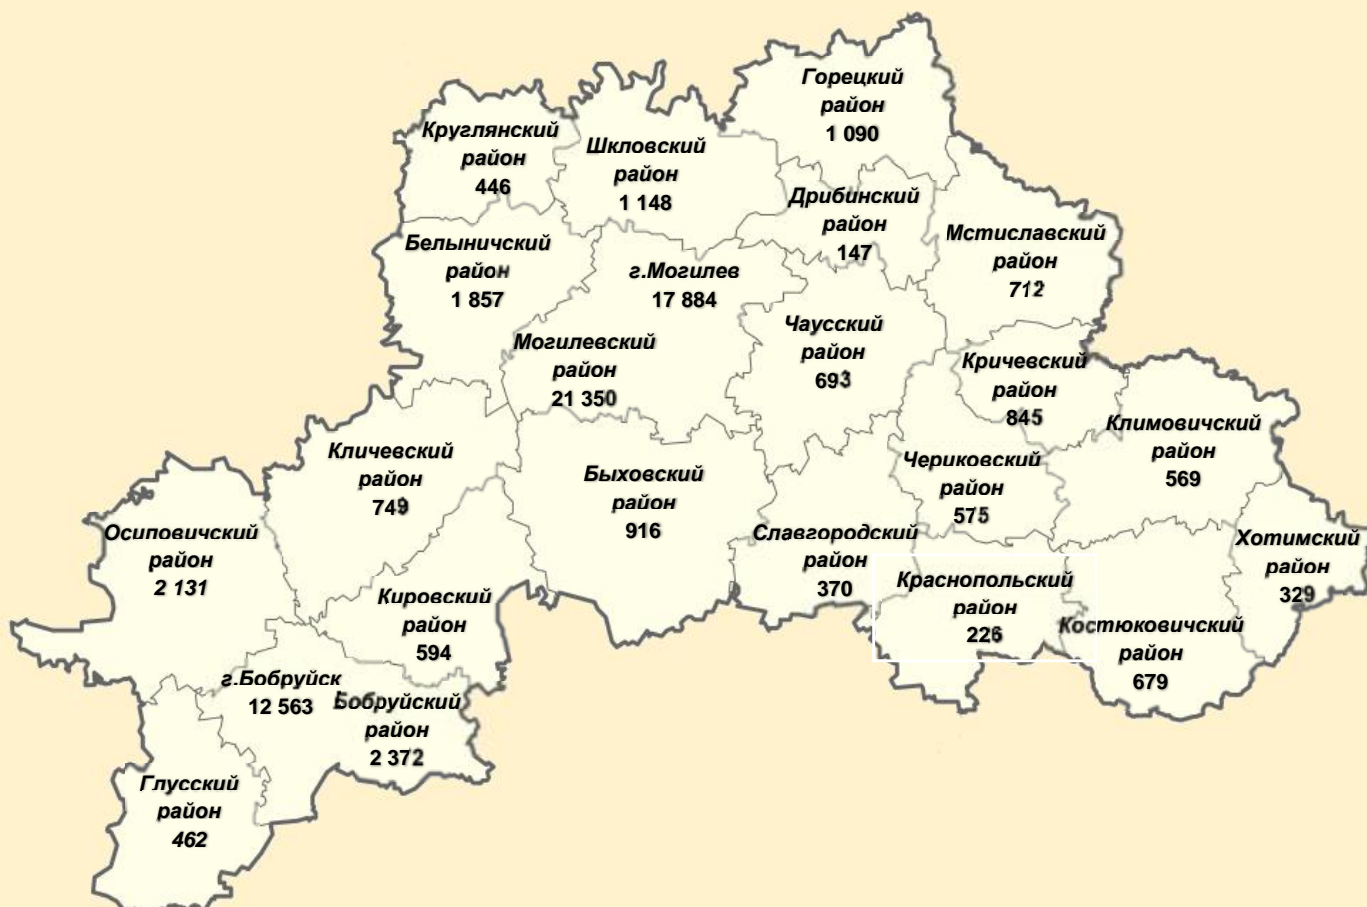 Горецкий
район
1 090
Круглянский
район
446
Шкловский
район
1 148
Дрибинский
район
147
Мстиславский
район
712
Белыничский
район
1 857
г.Могилев
17 884
Могилевский
район
21 350
Чаусский
район
693
Кричевский
район
845
Климовичский
район
569
Кличевский
район
749
Быховский
район
916
Чериковский
район
575
Осиповичский
район
2 131
Славгородский
район
370
Хотимский
район
329
Краснопольский
район
226
Кировский
район
594
Костюковичский
район
679
г.Бобруйск
12 563
Бобруйский
район
2 372
Глусский
район
462